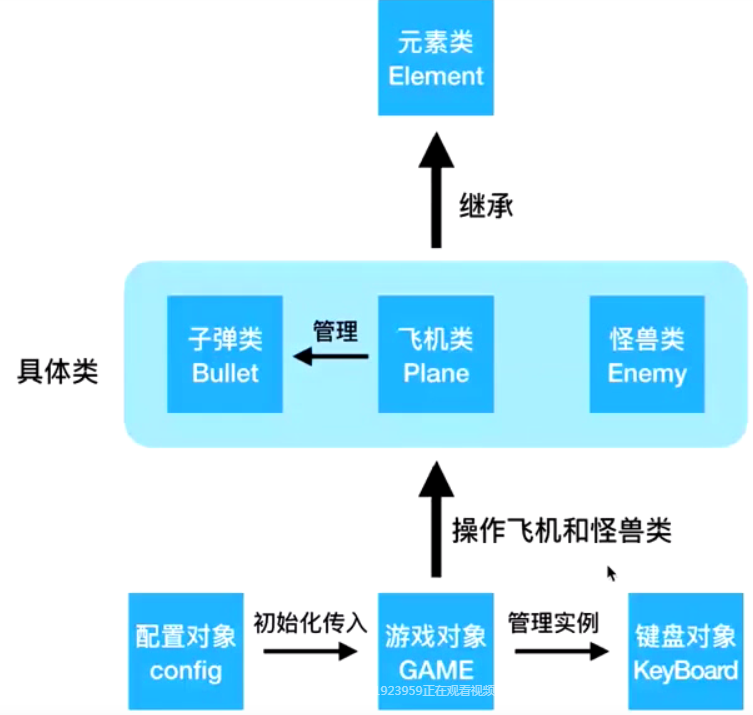 元素类
Element
继承
具体类
子弹类
Bullet
管理
飞机类
Plane
怪兽类
Enemy
操作飞机和怪兽类
配置对象
config
初始化传入
游戏对象
GAME
管理实例
键盘对象
KeyBoard
1923959正在观看视频